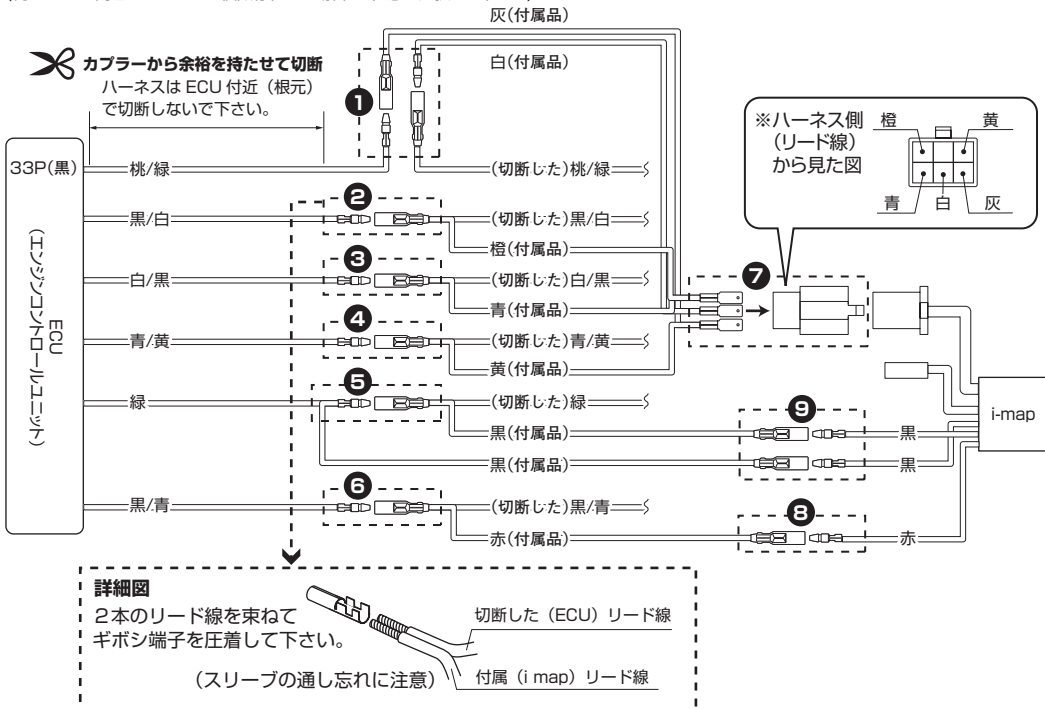 灰(付属品)
カプラーから余裕を持たせて切断
ハーネスは ECU 付近（根元）
で切断しないで下さい。
白(付属品)
1
※ハーネス側
(リード線)
から見た図
橙
黄
青
白
灰
33P(黒)
ECU
(エンジンコントロールユニット)
桃/緑
(切断した)桃/緑
2
黒/白
(切断した)黒/白
橙(付属品)
3
白/黒
(切断した)白/黒
青(付属品)
7
4
青/黄
(切断した)青/黄
黄(付属品)
5
緑
(切断した)緑
9
i-map
黒(付属品)
黒
黒(付属品)
黒
6
黒/青
(切断した)黒/青
8
赤(付属品)
赤
詳細図
2本のリード線を束ねて
ギボシ端子を圧着して下さい。
(スリーブの通し忘れに注意)
切断した（ECU）リード線
付属（i map）リード線